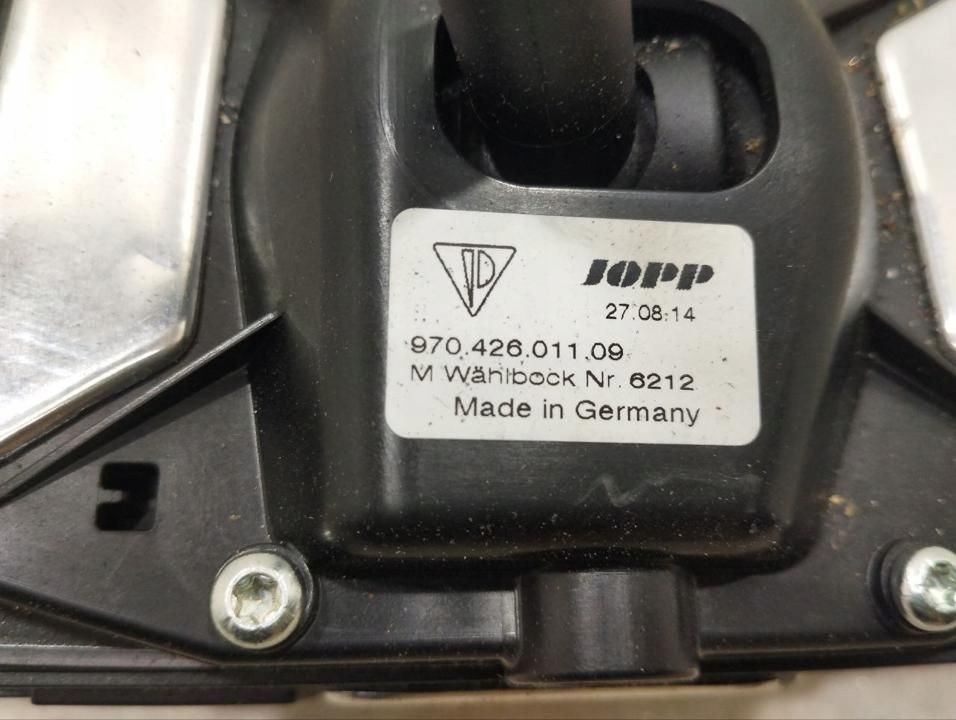 JOPP
27.08.14
970.426.011.09
M Wählbock Nr. 6212
Made in Germany